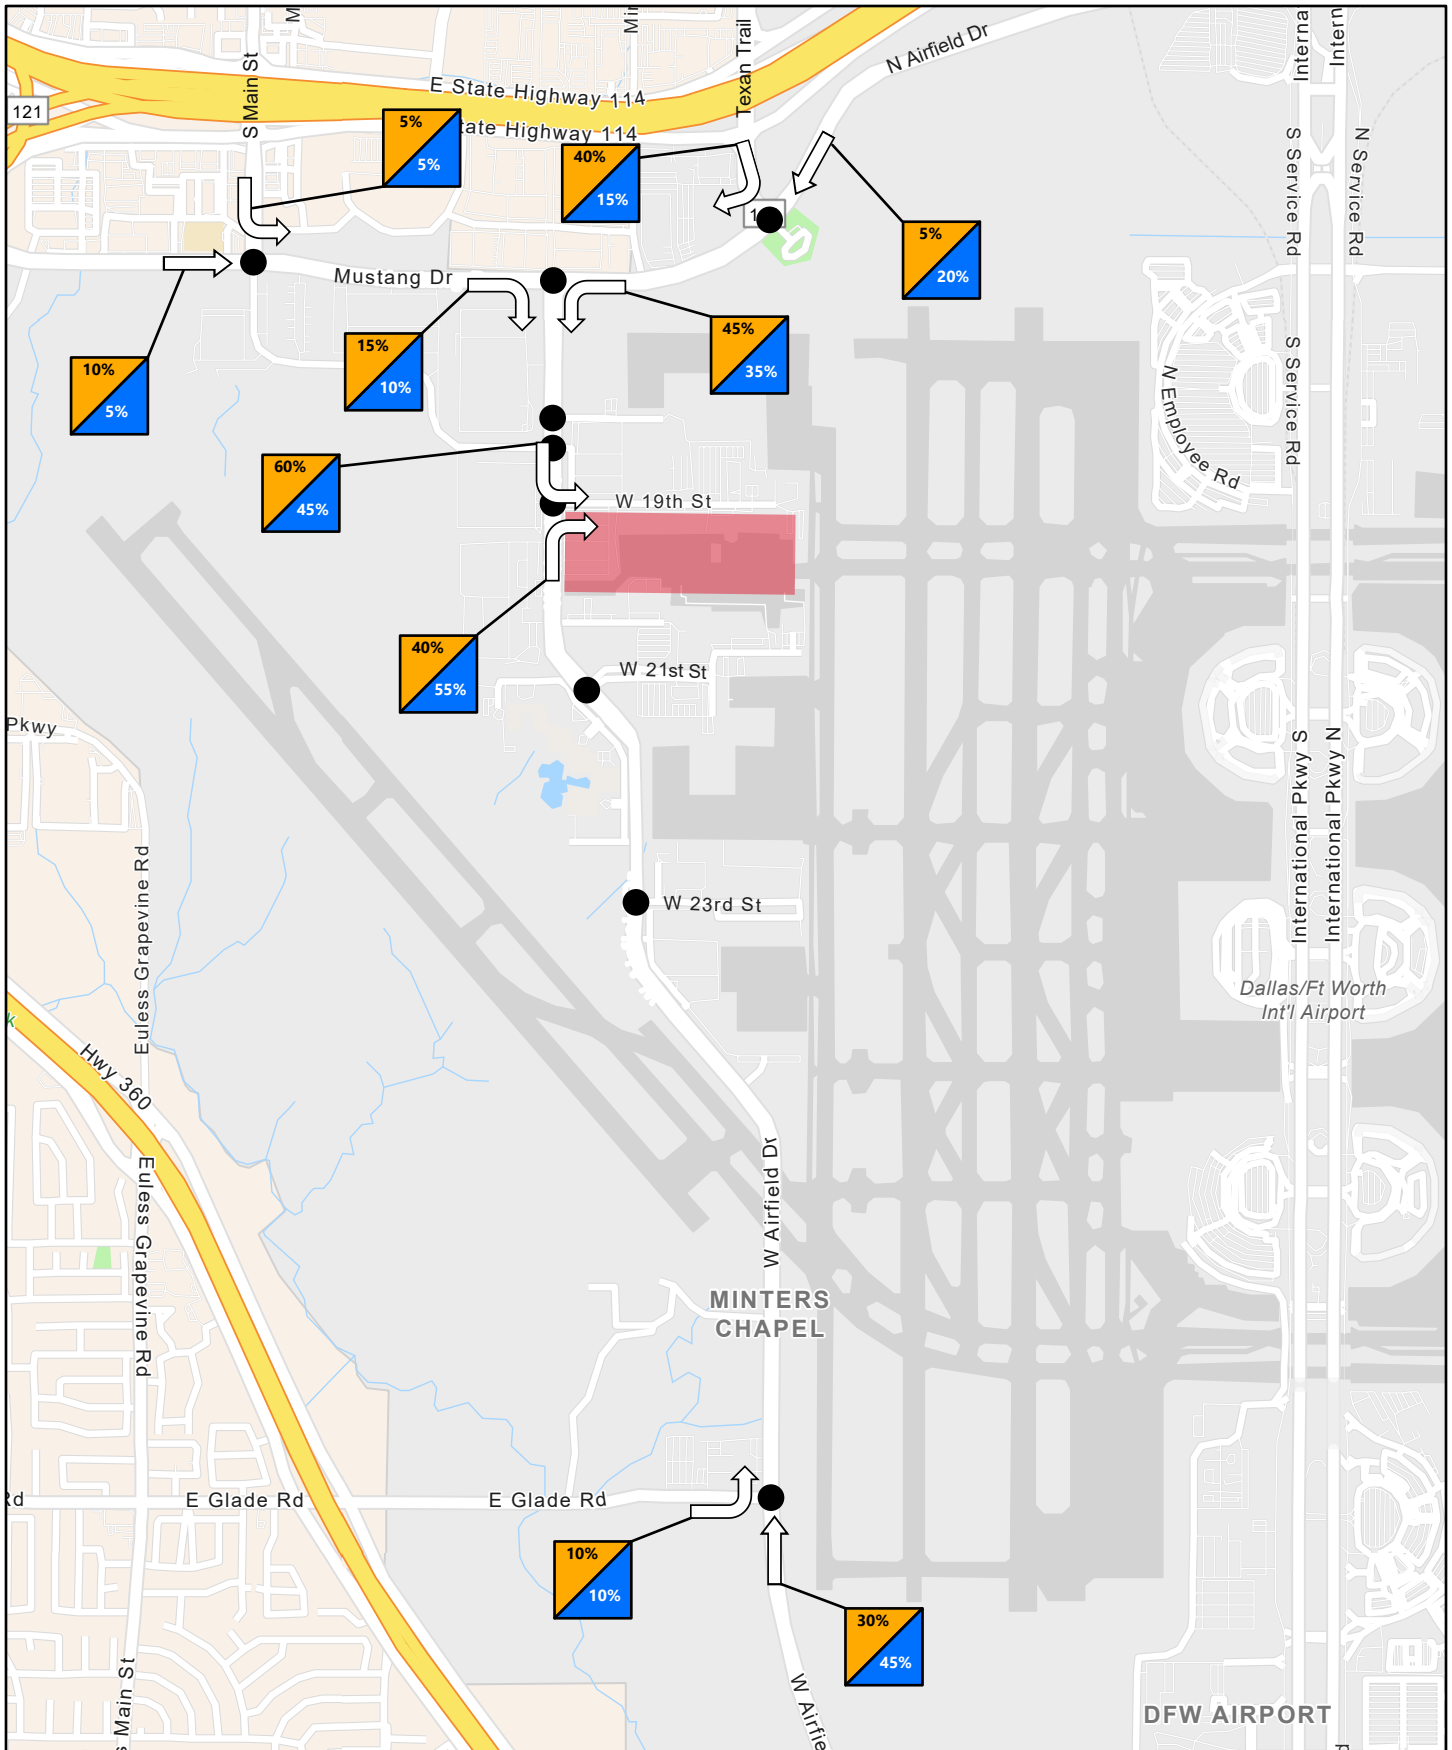 M
Min
Texan Trail
N Airfield Dr
Interna
Intern
S Main St
E State Highway 114
121
tate Highway 114
5%
5%
40%
15%
S Service Rd
N Service Rd
1
5%
20%
Mustang Dr
10%
5%
15%
10%
45%
35%
S Service Rd
N Employee Rd
60%
45%
W 19th St
40%
55%
W 21st St
Pkwy
International Pkwy S
International Pkwy N
Euless Grapevine Rd
W 23rd St
Dallas/Ft Worth
Int'l Airport
k
Hwy 360
W Airfield Dr
Euless Grapevine Rd
MINTERS
CHAPEL
Rd
E Glade Rd
E Glade Rd
10%
10%
30%
45%
s Main St
W Airfie
DFW AIRPORT